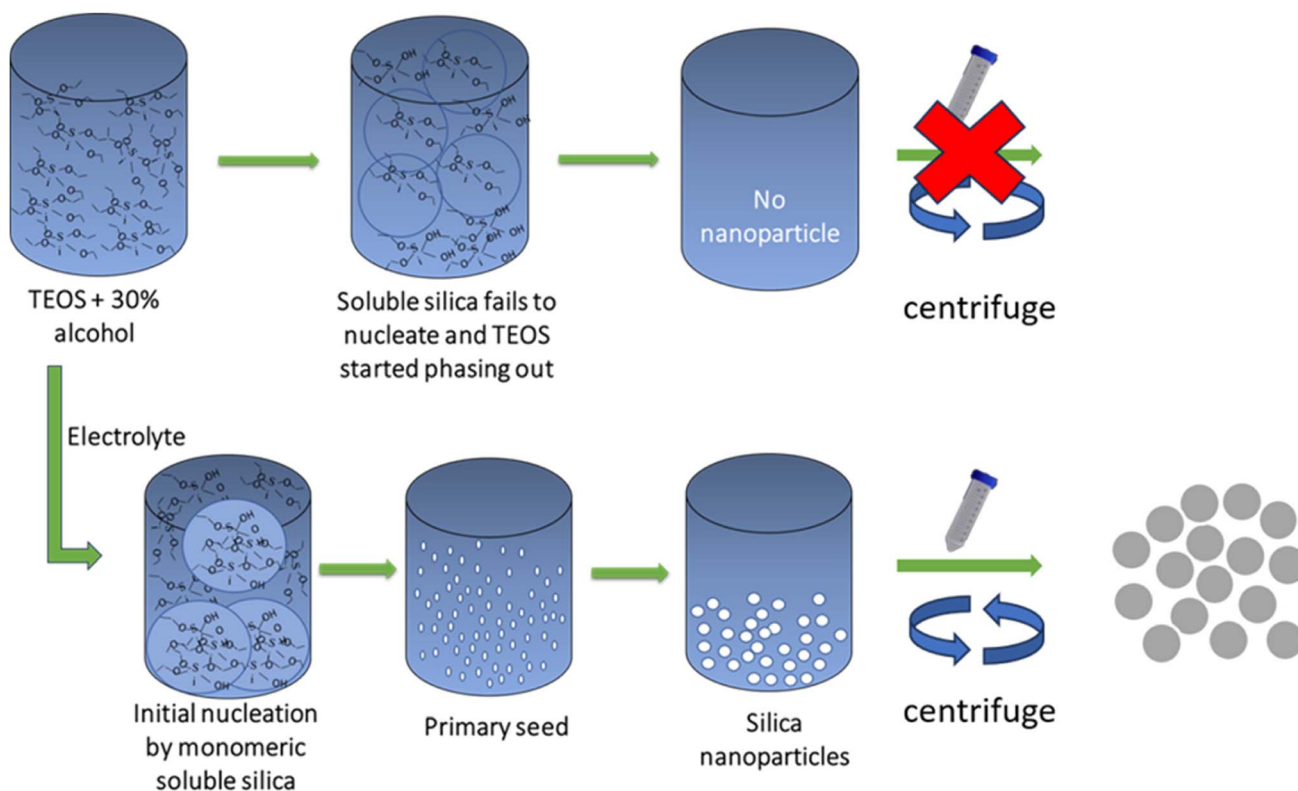 TEOS + 30%
alcohol
Soluble silica fails to
nucleate and TEOS
started phasing out
No
nanoparticle
centrifuge
Electrolyte
Initial nucleation
by monomeric
soluble silica
Primary seed
Silica
nanoparticles
centrifuge